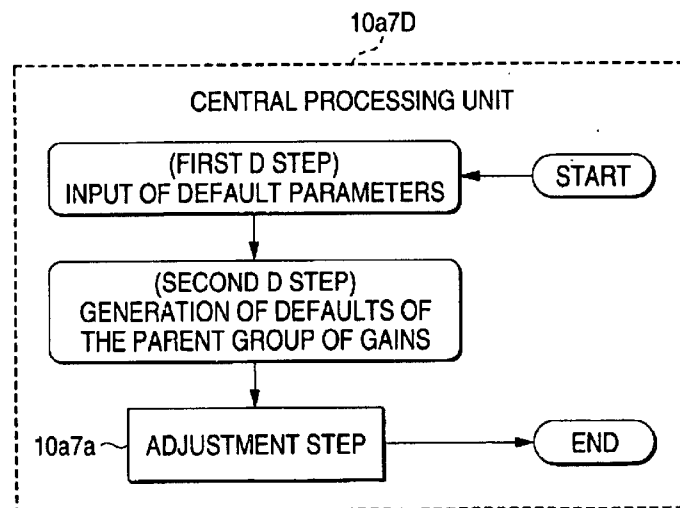 10a7D
CENTRAL PROCESSING UNIT
(FIRST D STEP)
INPUT OF DEFAULT PARAMETERS
START
(SECOND D STEP)
GENERATION OF DEFAULTS OF
THE PARENT GROUP OF GAINS
10a7a
ADJUSTMENT STEP
END